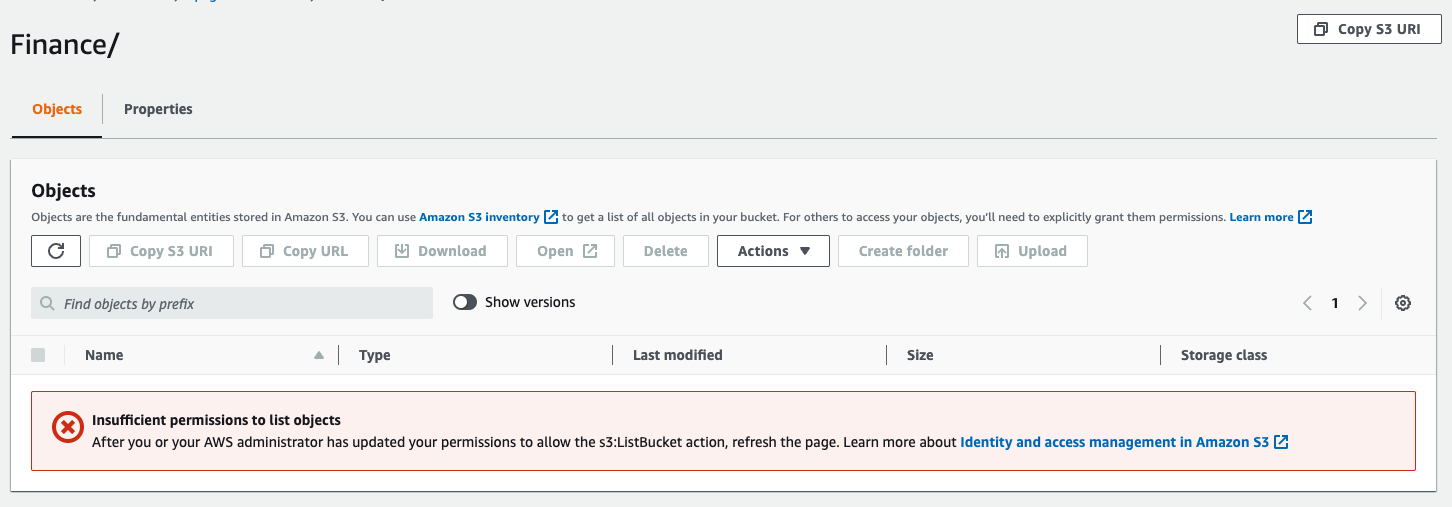 Finance/
Copy S3 URI
Objects
Properties
Objects
Objects are the fundamental entities stored in Amazon S3. You can use Amazon S3 inventory to get a list of all objects in your bucket. For others to access your objects, you'll need to explicitly grant them permissions. Learn more
Copy S3 URI
Copy URL
Download
Open
Delete
Actions
Create folder
Upload
Find objects by prefix
Show versions
1
Name
Type
Last modified
Size
Storage class
Insufficient permissions to list objects
After you or your AWS administrator has updated your permissions to allow the s3:ListBucket action, refresh the page. Learn more about Identity and access management in Amazon S3